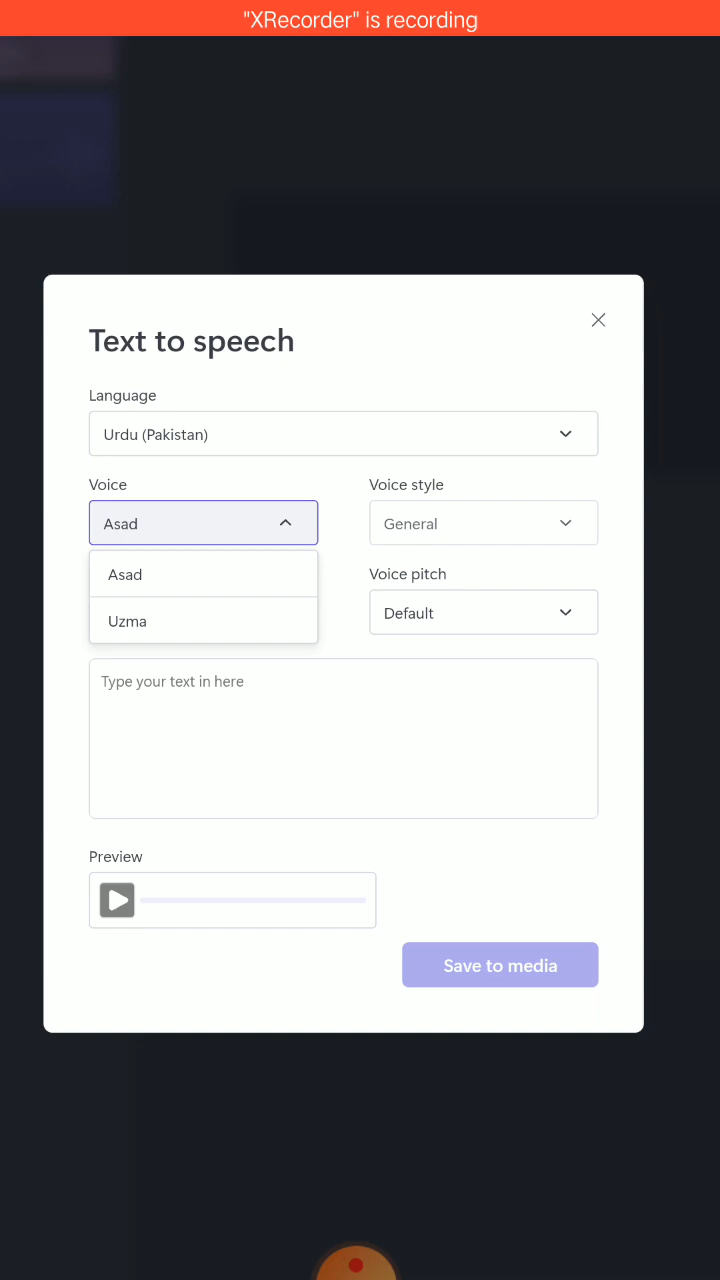 "XRecorder" is recording
Text to speech
Language
Urdu (Pakistan)
Voice
Voice style
Asad
General
Asad
Voice pitch
Uzma
Default
Type your text in here
Preview
Save to media